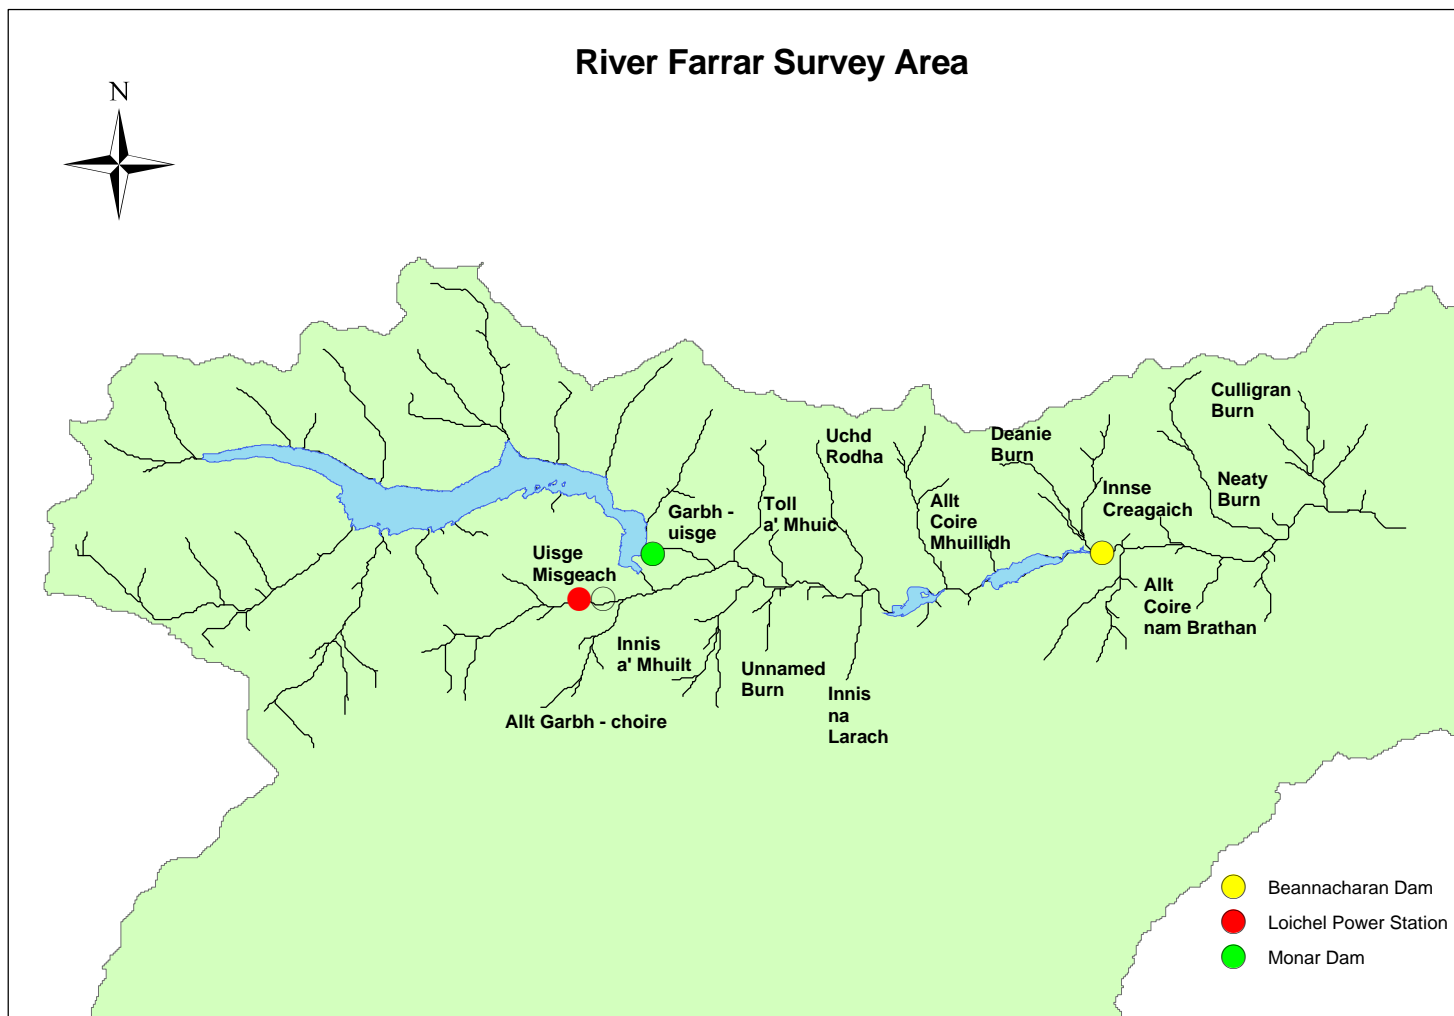 River Farrar Survey Area
N
Culligran
Burn
Uchd
Rodha
Deanie
Burn
Neaty
Burn
Innse
Creagaich
Toll
a' Mhuic
Allt
Coire
Mhuillidh
Garbh -
uisge
Uisge
Misgeach
Allt
Coire
nam Brathan
Innis
a' Mhuilt
Unnamed
Burn
Innis
na
Larach
Allt Garbh - choire
Beannacharan Dam
Loichel Power Station
Monar Dam